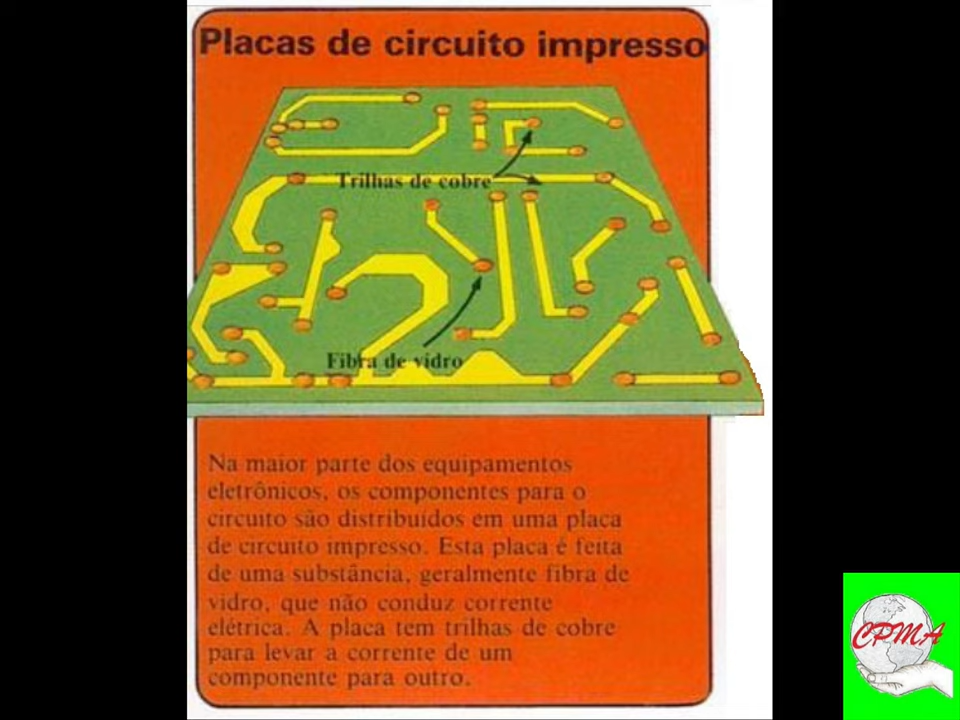 Placas de circuito impresso
Trilhas de cobre
Fibra de vidro
Na maior parte dos equipamentos
eletrônicos, os componentes para o
circuito são distribuídos em uma placa
de circuito impresso. Esta placa é feita
de uma substância, geralmente fibra de
vidro, que não conduz corrente
elétrica. A placa tem trilhas de cobre
para levar a corrente de um
componente para outro.
CPMA